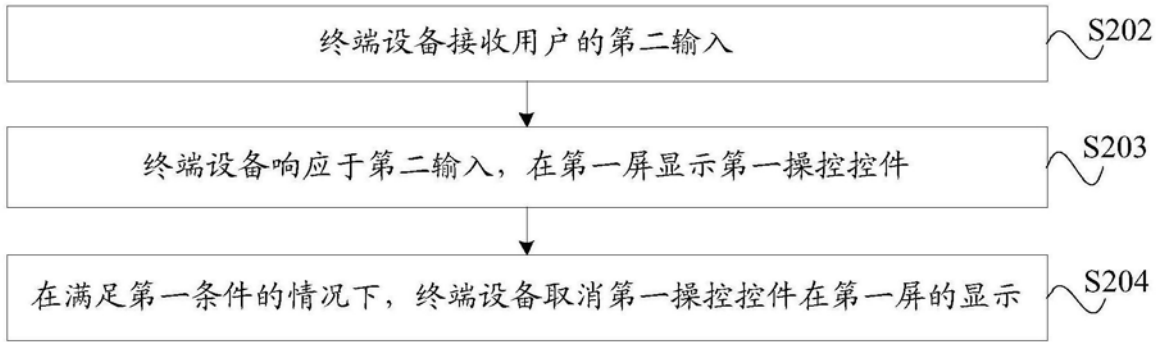 终端设备接收用户的第二输入
S202
终端设备响应于第二输入，在第一屏显示第一操控控件
S203
在满足第一条件的情况下，终端设备取消第一操控控件在第一屏的显示
S204